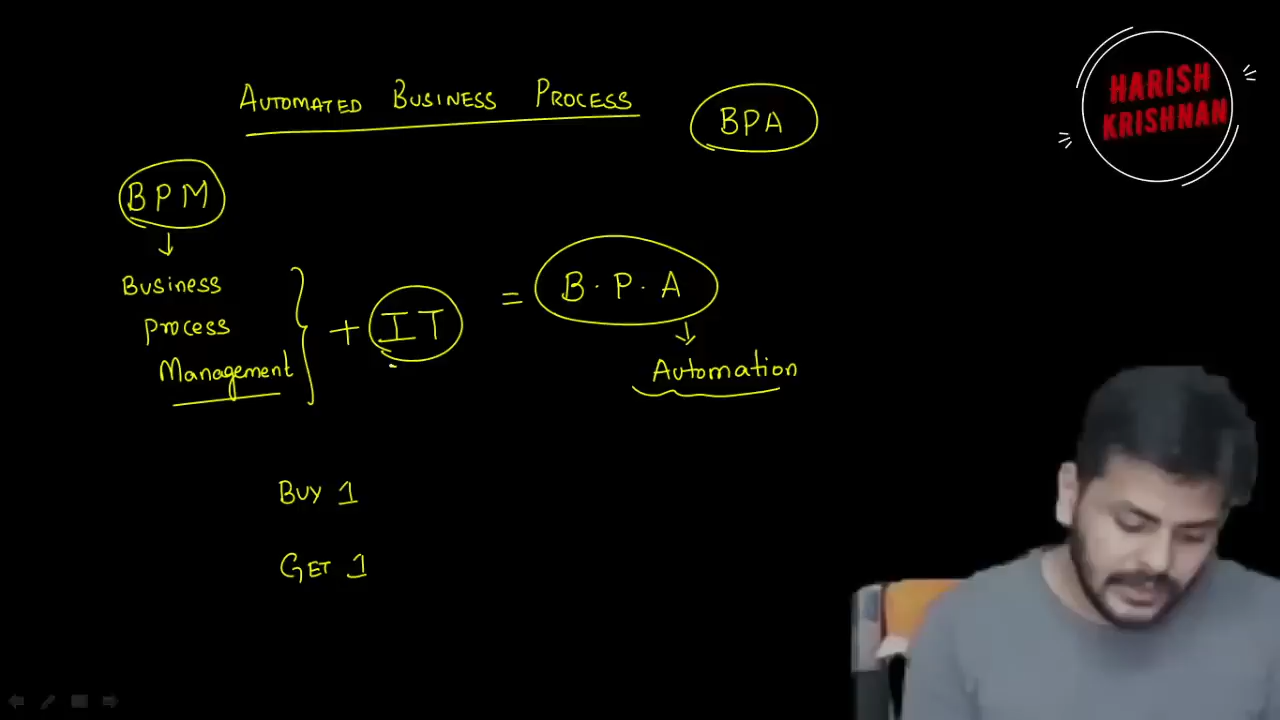 AUTOMATED BUSINESS PROCESS
BPA
HARISH
KRISHNAN
BPM
Business
Process
Management
+ IT = B.P.A
Automation
BUY 1
GET 1